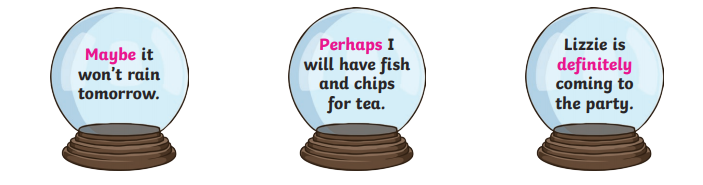 Maybe it
won't rain
tomorrow.
Perhaps I
will have fish
and chips
for tea.
Lizzie is
definitely
coming to
the party.